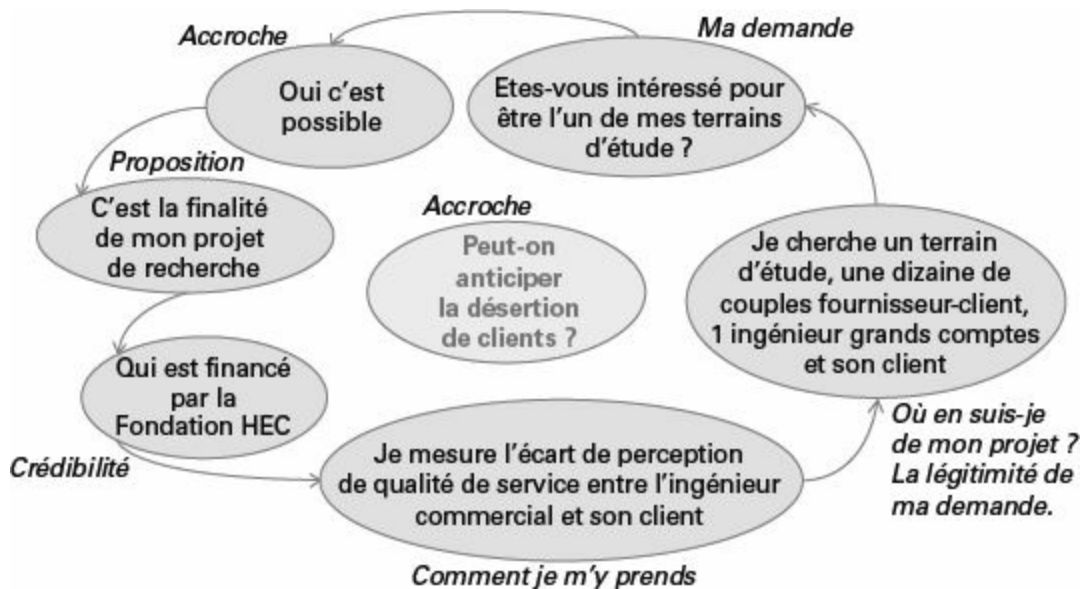 Accroche
Ma demande
Oui c'est
possible
Etes-vous intéressé pour
être l'un de mes terrains
d'étude ?
Proposition
C'est la finalité
de mon projet
de recherche
Accroche
Peut-on
anticiper
la désertion
de clients ?
Je cherche un terrain
d'étude, une dizaine de
couples fournisseur-client,
1 ingénieur grands comptes
et son client
Qui est financé
par la
Fondation HEC
Crédibilité
Je mesure l'écart de perception
de qualité de service entre l'ingénieur
commercial et son client
Comment je m'y prends
Où en suis-je
de mon projet ?
La légitimité de
ma demande.